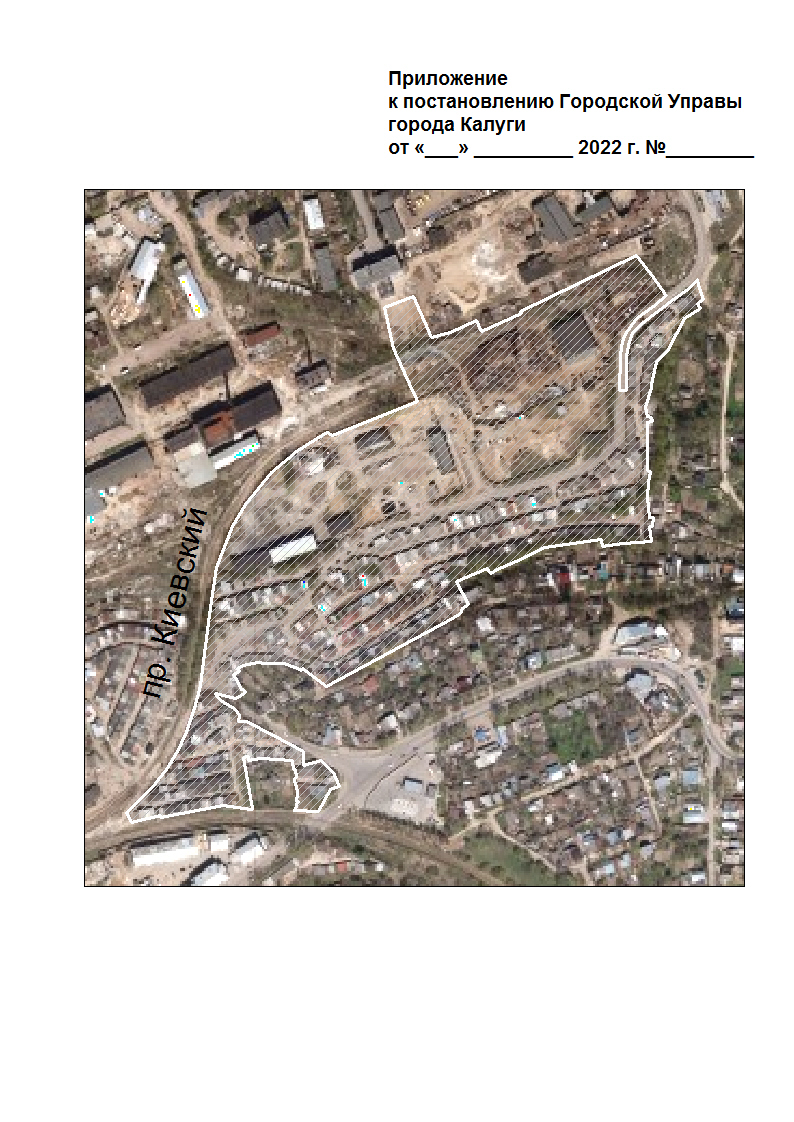 Приложение
к постановлению Городской Управы
города Калуги
от «___» _________ 2022 г. №________
пр. Киевский